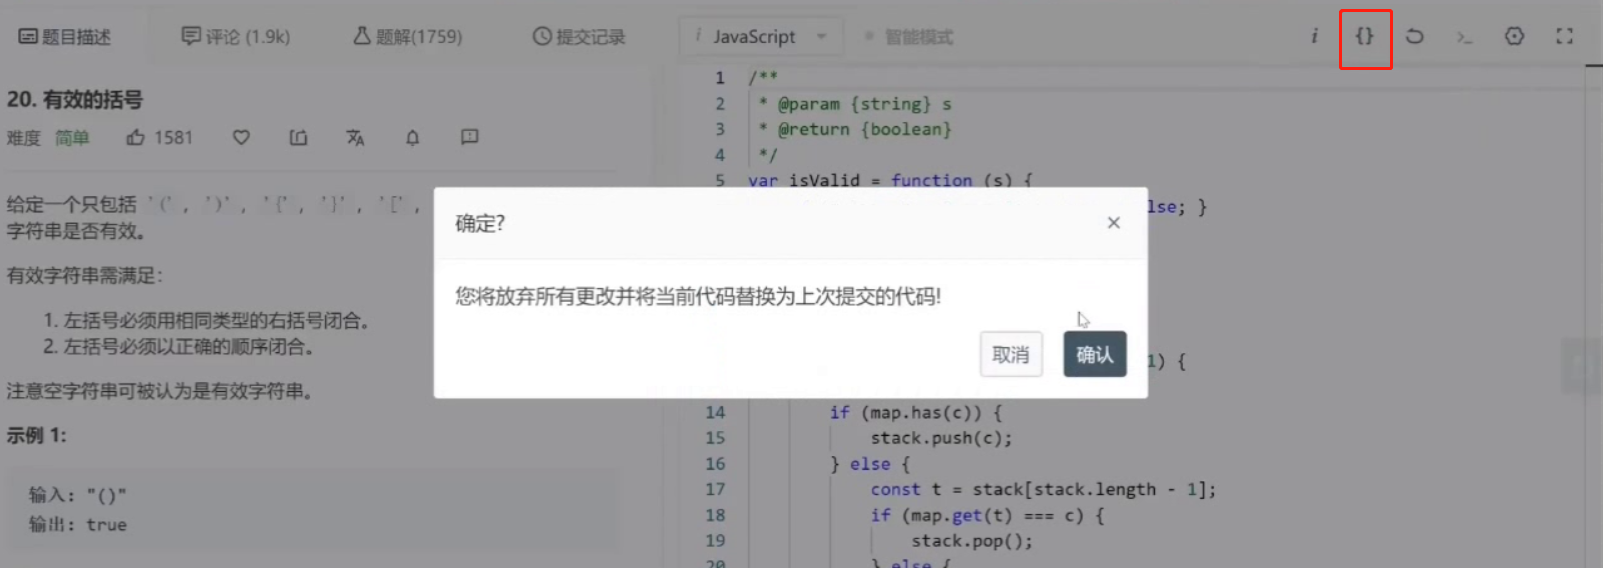 题目描述 评论 (1.9k) 题解(1759) 提交记录
i JavaScript 智能模式
i {} >_
20. 有效的括号
难度 简单 1581
给定一个只包括 '(' , ')' , '{' , '}' , '[' ,
字符串是否有效。
有效字符串需满足：
1. 左括号必须用相同类型的右括号闭合。
2. 左括号必须以正确的顺序闭合。
注意空字符串可被认为是有效字符串。
示例 1:
输入: "()"
输出: true
1 /**
2 * @param {string} s
3 * @return {boolean}
4 */
5 var isValid = function (s) {
lse; }
1) {
14 if (map.has(c)) {
15 stack.push(c);
16 } else {
17 const t = stack[stack.length - 1];
18 if (map.get(t) === c) {
19 stack.pop();
20 } else {
确定?
×
您将放弃所有更改并将当前代码替换为上次提交的代码!
取消 确认